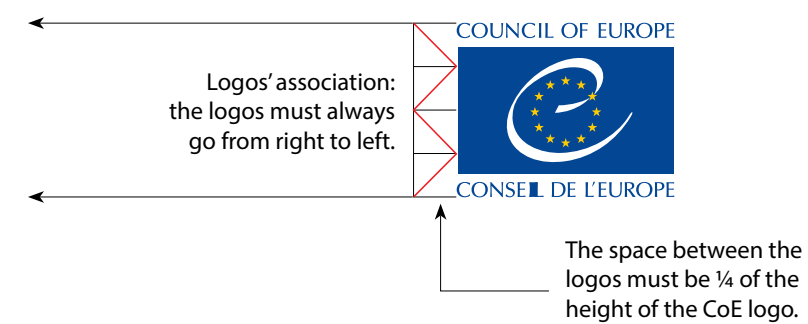 COUNCIL OF EUROPE
Logos' association:
the logos must always
go from right to left.
CONSEIL DE L'EUROPE
The space between the
logos must be ¼ of the
height of the CoE logo.